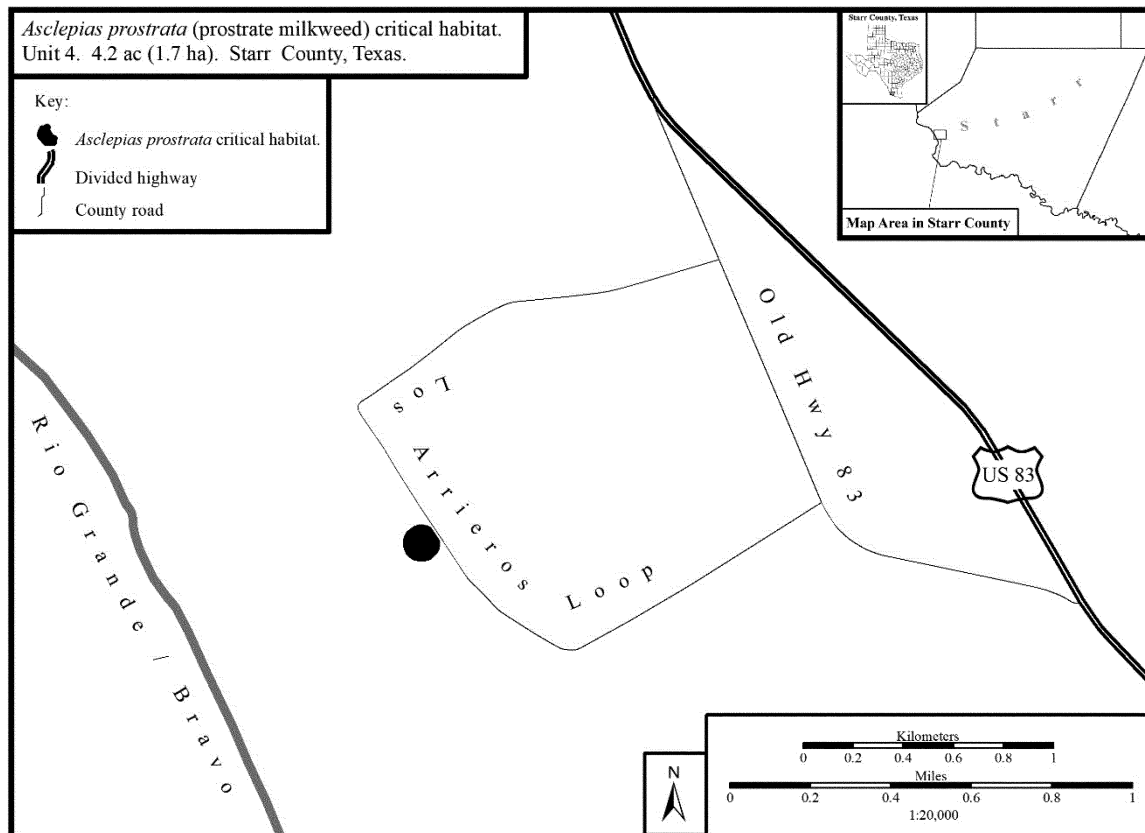 Asclepias prostrata (prostrate milkweed) critical habitat.
Unit 4. 4.2 ac (1.7 ha). Starr County, Texas.
Key:
Asclepias prostrata critical habitat.
Divided highway
County road
Starr County, Texas
Starr
Map Area in Starr County
Old Hwy 83
US 83
Los Arrieros Loop
Rio Grande / Bravo
N
Kilometers
0 0.2 0.4 0.6 0.8 1
Miles
0 0.2 0.4 0.6 0.8 1
1:20,000